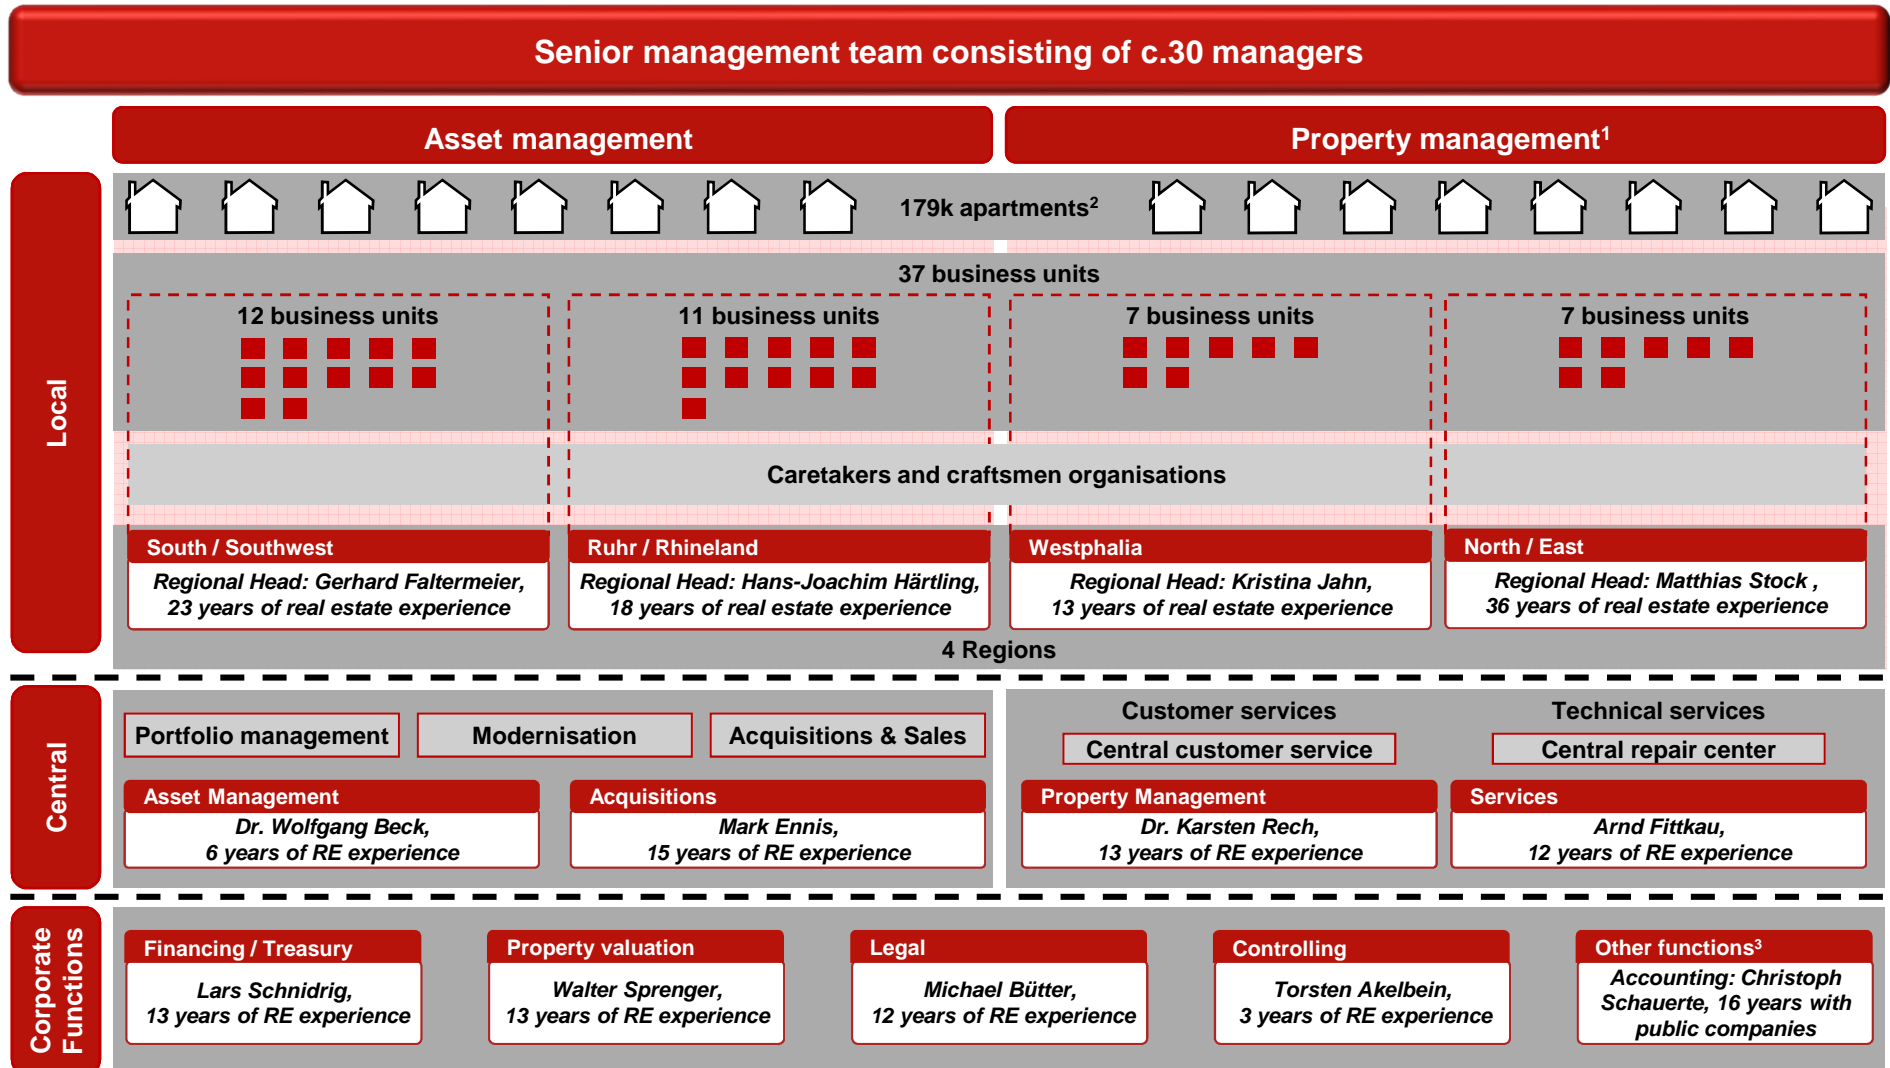 Senior management team consisting of c.30 managers
Asset management
Property management¹
Local
179k apartments²
37 business units
12 business units
11 business units
7 business units
7 business units
Caretakers and craftsmen organisations
South / Southwest
Regional Head: Gerhard Faltermeier,
23 years of real estate experience
Ruhr / Rhineland
Regional Head: Hans-Joachim Härtling,
18 years of real estate experience
Westphalia
Regional Head: Kristina Jahn,
13 years of real estate experience
North / East
Regional Head: Matthias Stock ,
36 years of real estate experience
4 Regions
Central
Portfolio management
Modernisation
Acquisitions & Sales
Customer services
Central customer service
Technical services
Central repair center
Asset Management
Dr. Wolfgang Beck,
6 years of RE experience
Acquisitions
Mark Ennis,
15 years of RE experience
Property Management
Dr. Karsten Rech,
13 years of RE experience
Services
Arnd Fittkau,
12 years of RE experience
Corporate
Functions
Financing / Treasury
Lars Schnidrig,
13 years of RE experience
Property valuation
Walter Sprenger,
13 years of RE experience
Legal
Michael Bütter,
12 years of RE experience
Controlling
Torsten Akelbein,
3 years of RE experience
Other functions³
Accounting: Christoph
Schauerte, 16 years with
public companies